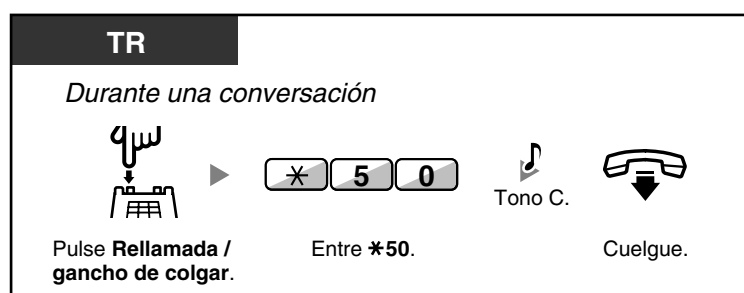 TR
Durante una conversación
✳ 5 0
Tono C.
Pulse Rellamada / gancho de colgar.
Entre ✳50.
Cuelgue.